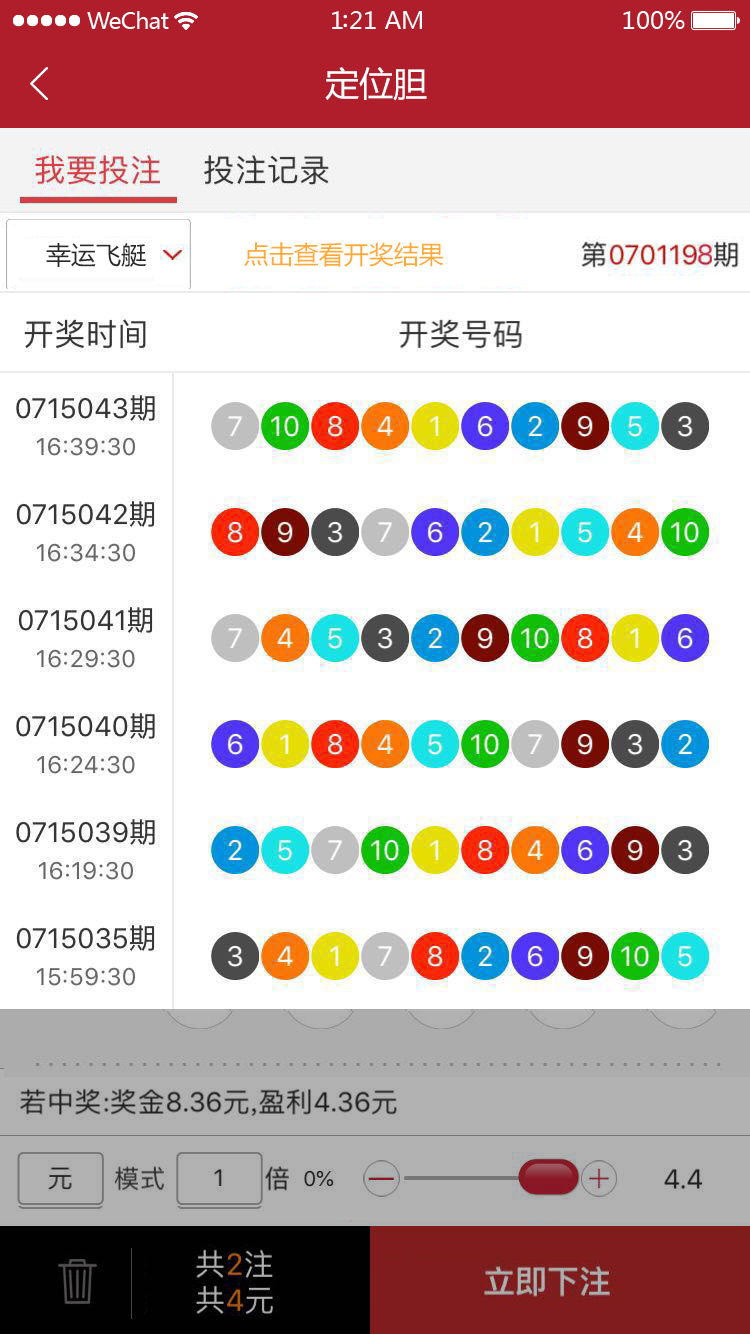 WeChat 1:21 AM 100%
定位胆
我要投注 投注记录
幸运飞艇 点击查看开奖结果 第0701198期
开奖时间 开奖号码
0715043期
16:39:30
7 10 8 4 1 6 2 9 5 3
0715042期
16:34:30
8 9 3 7 6 2 1 5 4 10
0715041期
16:29:30
7 4 5 3 2 9 10 8 1 6
0715040期
16:24:30
6 1 8 4 5 10 7 9 3 2
0715039期
16:19:30
2 5 7 10 1 8 4 6 9 3
0715035期
15:59:30
3 4 1 7 8 2 6 9 10 5
若中奖:奖金8.36元,盈利4.36元
元 模式 1 倍 0% 4.4
共2注
共4元
立即下注